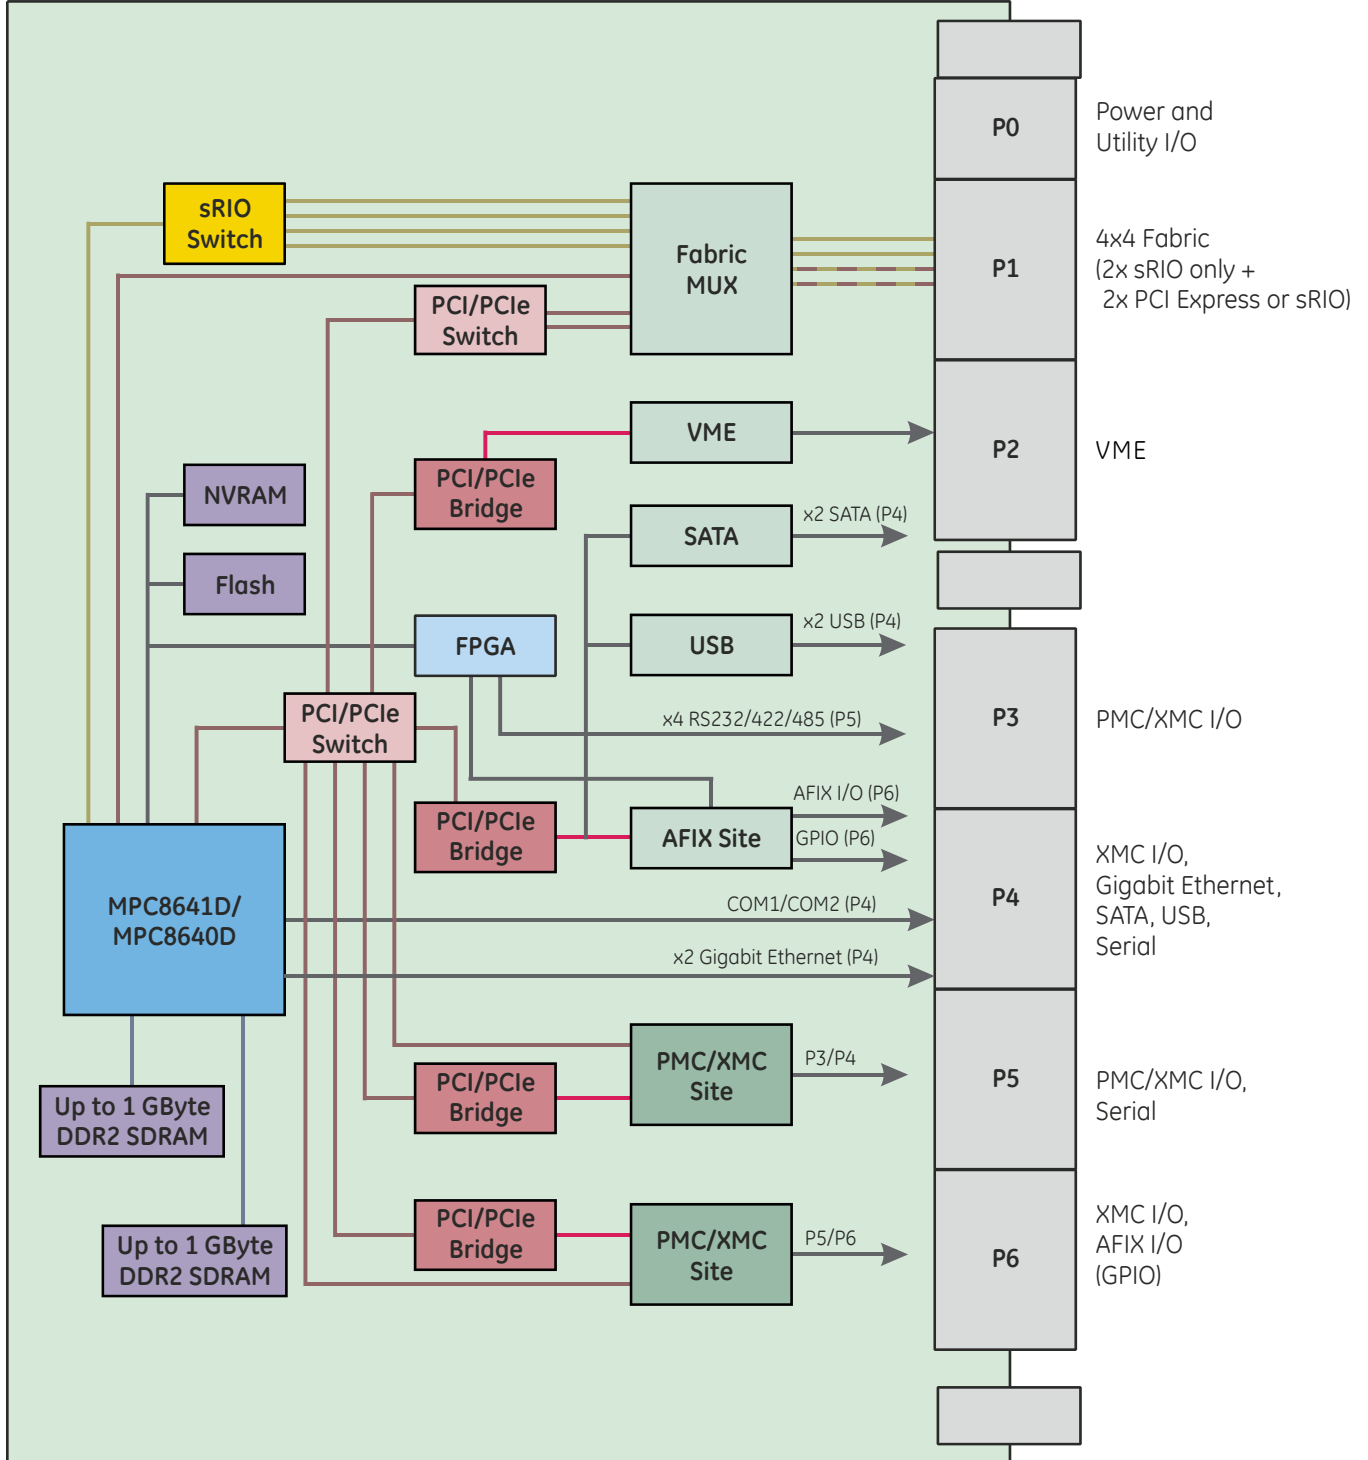 P0
Power and
Utility I/O
sRIO
Switch
Fabric
MUX
P1
4x4 Fabric
(2x sRIO only +
2x PCI Express or sRIO)
PCI/PCIe
Switch
VME
P2
VME
PCI/PCIe
Bridge
NVRAM
SATA
x2 SATA (P4)
Flash
FPGA
USB
x2 USB (P4)
PCI/PCIe
Switch
x4 RS232/422/485 (P5)
P3
PMC/XMC I/O
PCI/PCIe
Bridge
AFIX Site
AFIX I/O (P6)
GPIO (P6)
MPC8641D/
MPC8640D
COM1/COM2 (P4)
x2 Gigabit Ethernet (P4)
P4
XMC I/O,
Gigabit Ethernet,
SATA, USB,
Serial
PMC/XMC
Site
P3/P4
PCI/PCIe
Bridge
P5
PMC/XMC I/O,
Serial
Up to 1 GByte
DDR2 SDRAM
PCI/PCIe
Bridge
PMC/XMC
Site
P5/P6
Up to 1 GByte
DDR2 SDRAM
P6
XMC I/O,
AFIX I/O
(GPIO)